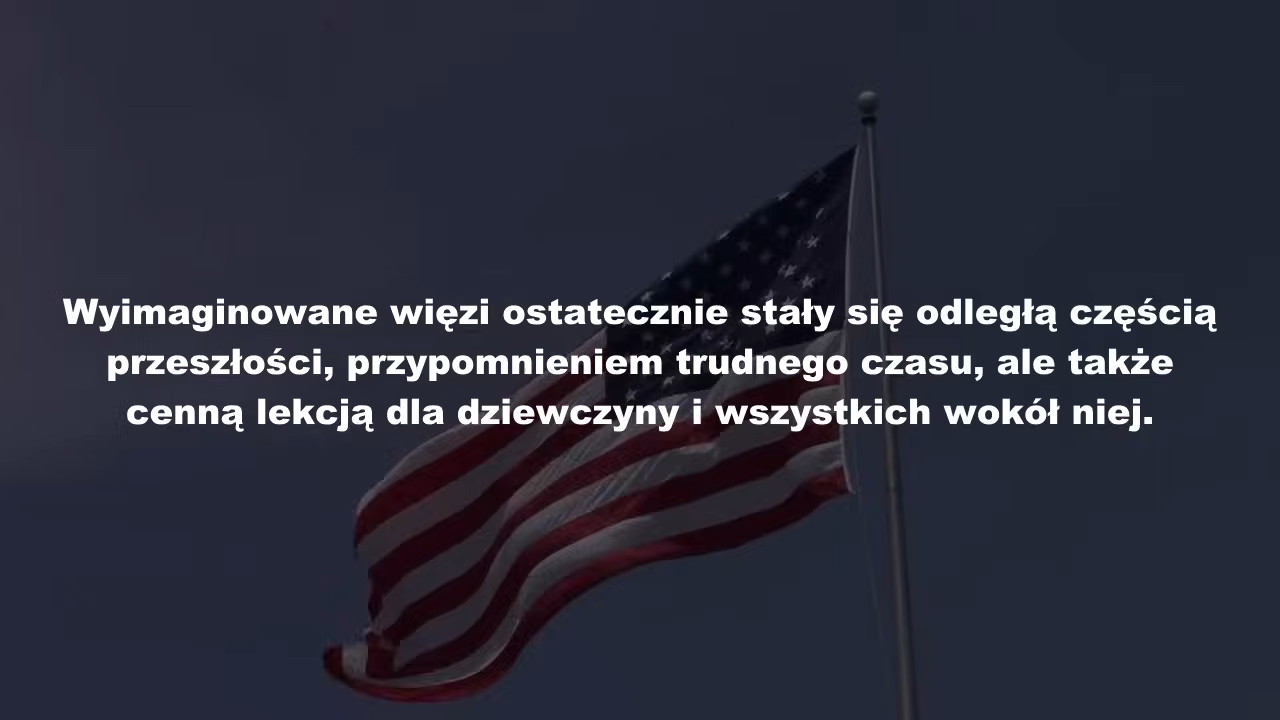 Wyimaginowane więzi ostatecznie stały się odległą częścią
przeszłości, przypomnieniem trudnego czasu, ale także
cenną lekcją dla dziewczyny i wszystkich wokół niej.